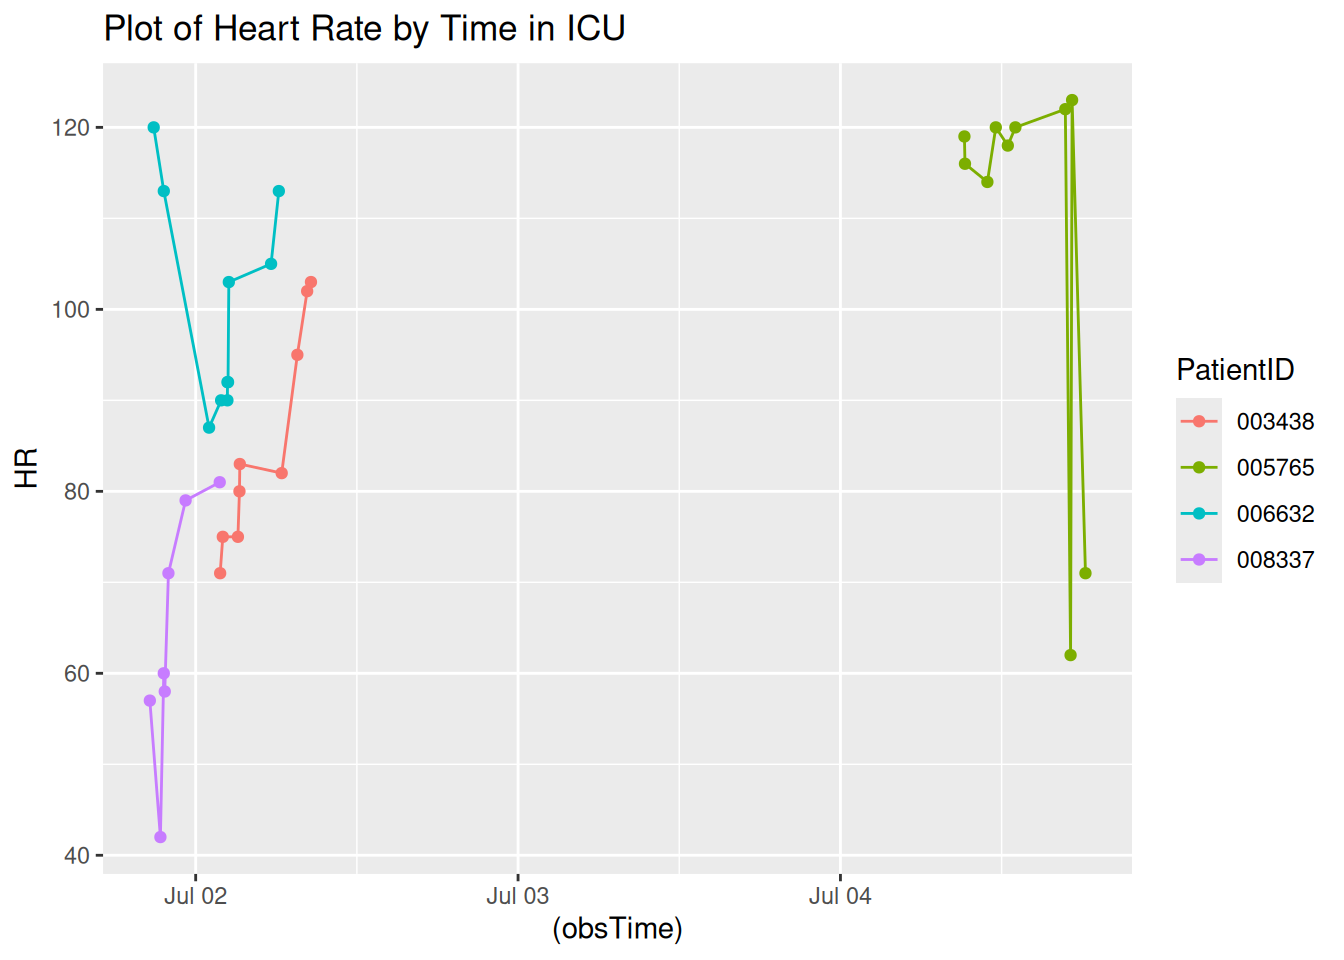 Plot of Heart Rate by Time in ICU
120
100
80
60
40
HR
Jul 02
Jul 03
Jul 04
(obsTime)
PatientID
003438
005765
006632
008337